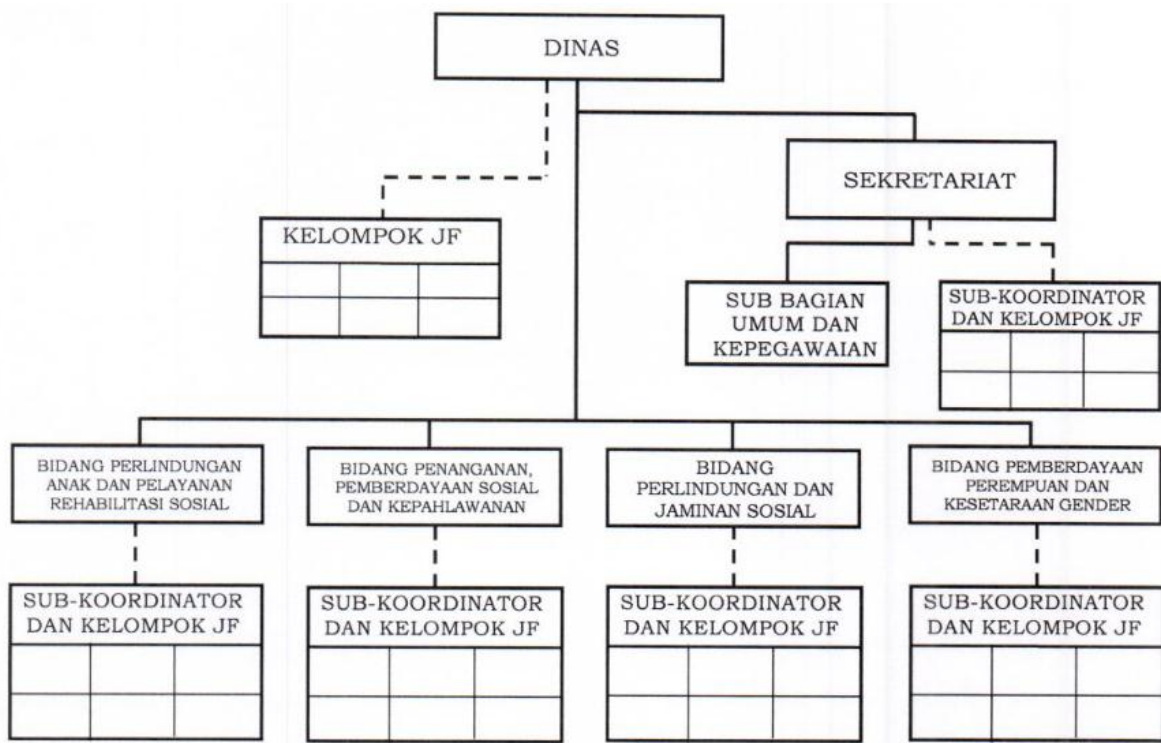 DINAS
SEKRETARIAT
KELOMPOK JF
SUB BAGIAN
UMUM DAN
KEPEGAWAIAN
SUB-KOORDINATOR
DAN KELOMPOK JF
BIDANG PERLINDUNGAN
ANAK DAN PELAYANAN
REHABILITASI SOSIAL
BIDANG PENANGANAN,
PEMBERDAYAAN SOSIAL
DAN KEPAHLAWANAN
BIDANG
PERLINDUNGAN DAN
JAMINAN SOSIAL
BIDANG PEMBERDAYAAN
PEREMPUAN DAN
KESETARAAN GENDER
SUB-KOORDINATOR
DAN KELOMPOK JF
SUB-KOORDINATOR
DAN KELOMPOK JF
SUB-KOORDINATOR
DAN KELOMPOK JF
SUB-KOORDINATOR
DAN KELOMPOK JF